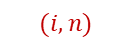 (i, n)